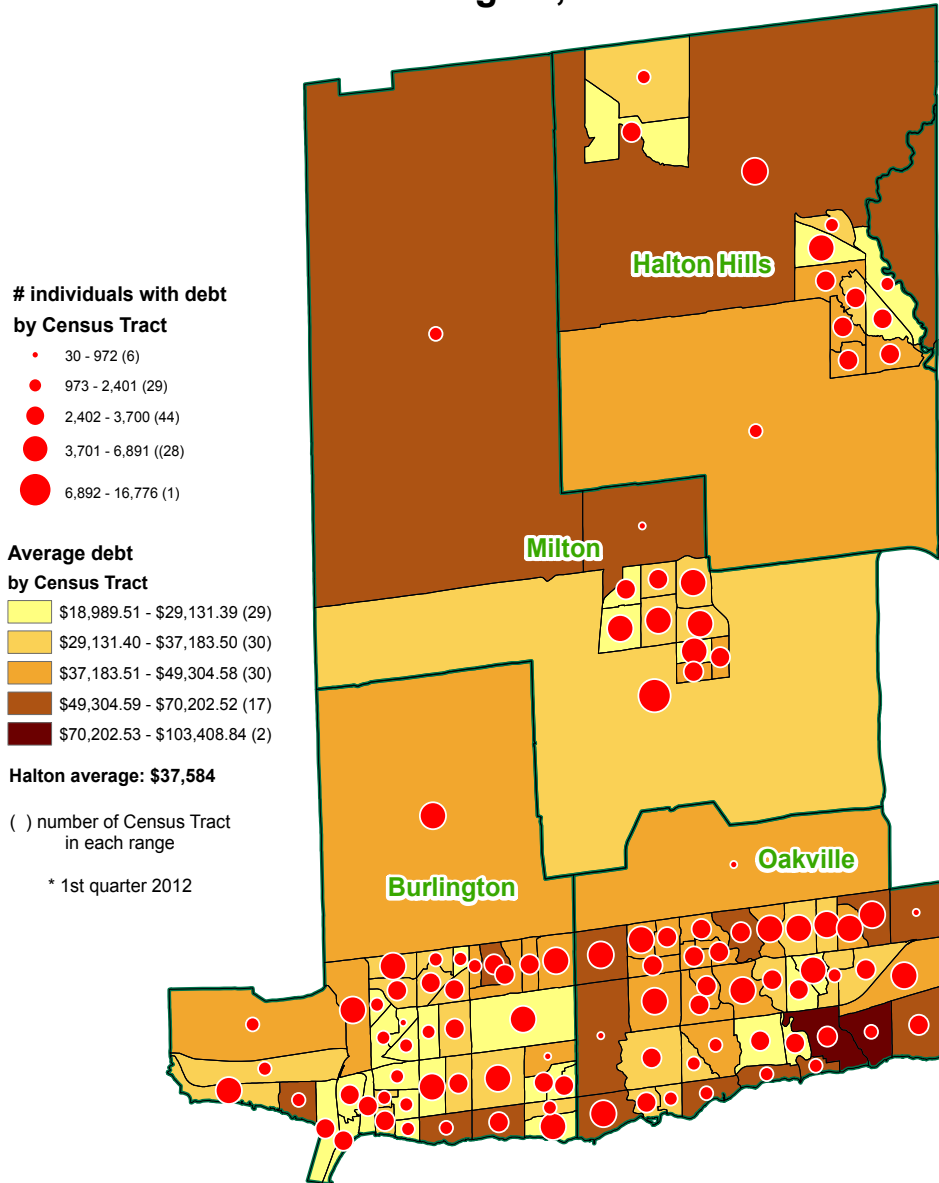 Halton Hills
# individuals with debt
by Census Tract
30 - 972 (6)
973 - 2,401 (29)
2,402 - 3,700 (44)
3,701 - 6,891 ((28)
6,892 - 16,776 (1)
Milton
Average debt
by Census Tract
$18,989.51 - $29,131.39 (29)
$29,131.40 - $37,183.50 (30)
$37,183.51 - $49,304.58 (30)
$49,304.59 - $70,202.52 (17)
$70,202.53 - $103,408.84 (2)
Halton average: $37,584
( ) number of Census Tract
in each range
* 1st quarter 2012
Oakville
Burlington